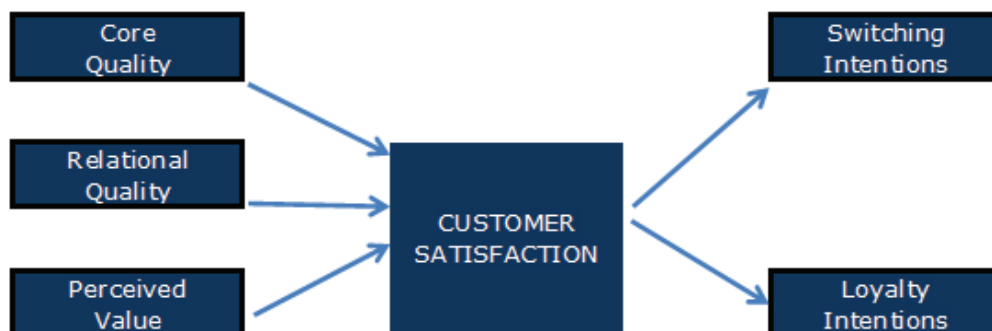 Core
Quality
Relational
Quality
Perceived
Value
CUSTOMER
SATISFACTION
Switching
Intentions
Loyalty
Intentions